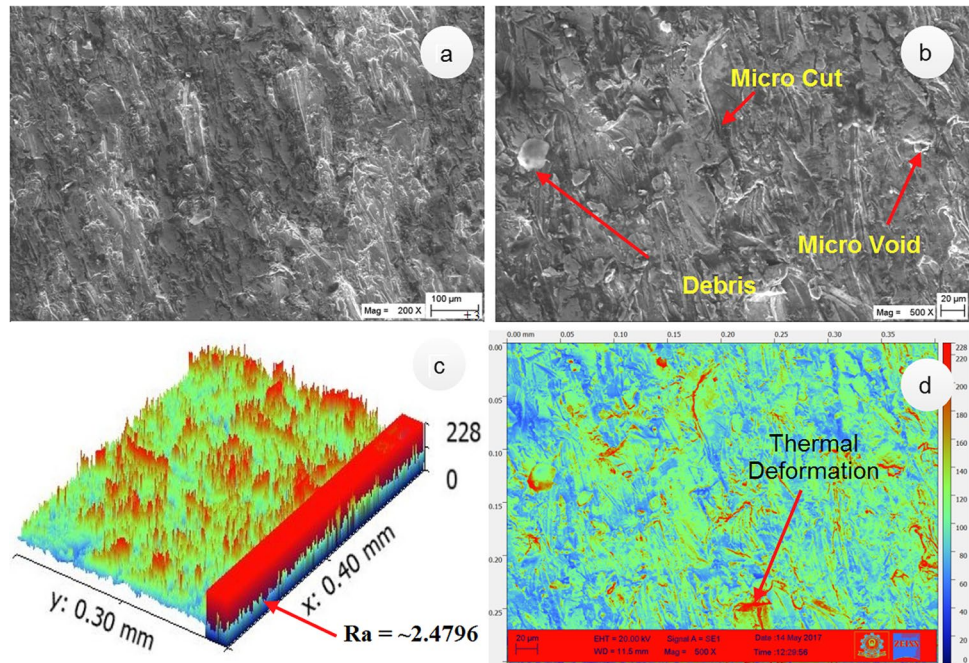 a
Mag = 200 X
100 µm
b
Micro Cut
Micro Void
Debris
Mag = 500 X
20 µm
c
228
0
y: 0.30 mm
x: 0.40 mm
Ra = ~2.4796
0.00 mm 0.05 0.10 0.15 0.20 0.25 0.30 0.35
0.00
0.05
0.10
0.15
0.20
0.25
d
Thermal
Deformation
228
220
200
180
160
140
120
100
80
60
40
20
0
20 µm
EHT = 20.00 kV
Signal A = SE1
Date :14 May 2017
WD = 11.5 mm
Mag = 500 X
Time :12:28:56
ZEISS